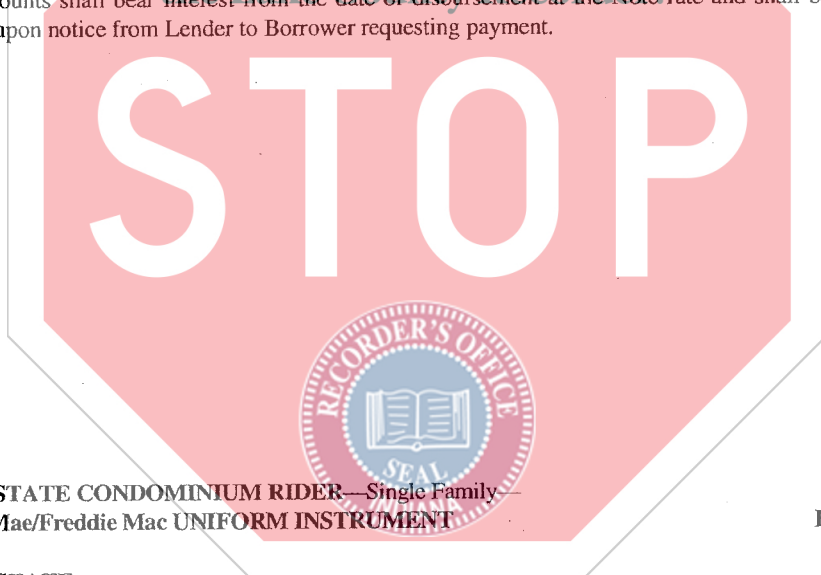 shall bear interest from the date of disbursement at the Note rate and shall
upon notice from Lender to Borrower requesting payment.
STOP
RECORDER'S OFFICE
SEAL
INDIANA
STATE CONDOMINIUM RIDER—Single Family—
Mae/Freddie Mac UNIFORM INSTRUMENT